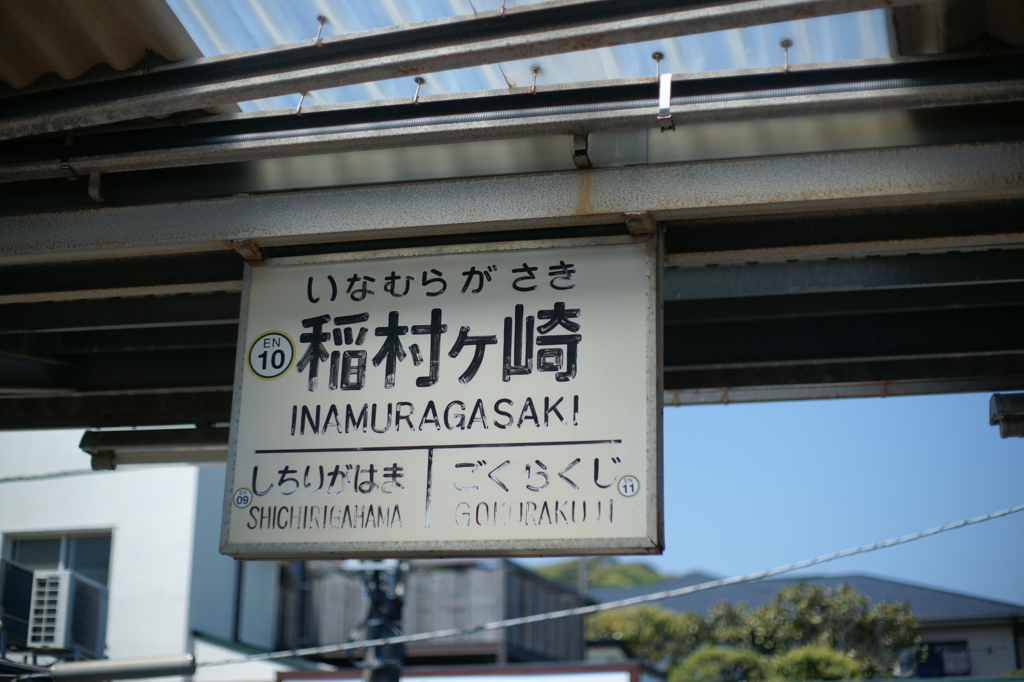 いなむらがさき
EN
10
稲村ヶ崎
INAMURAGASAKI
しちりがはま
EN
09
SHICHIRIGAHAMA
ごくらくじ
EN
11
GOKURAKUJI